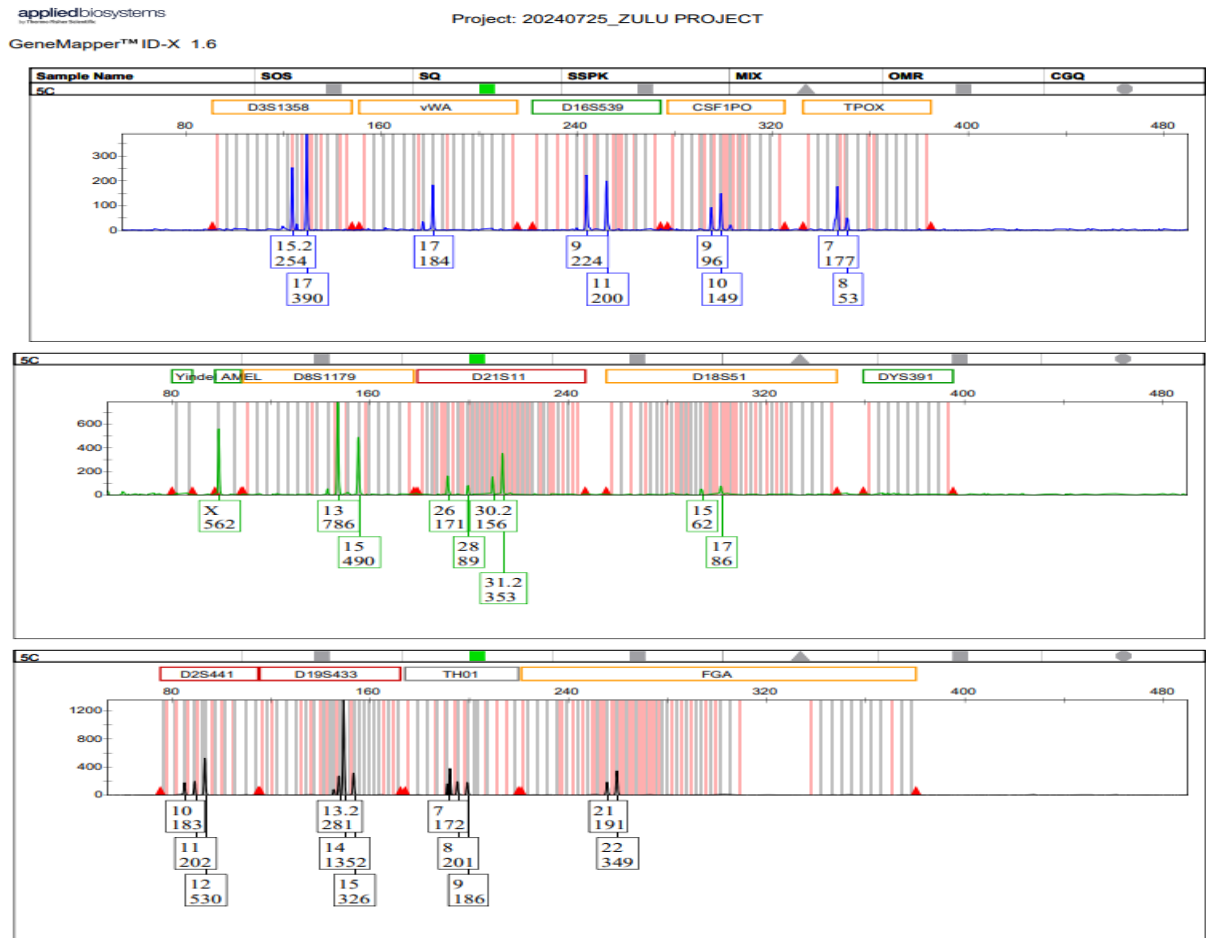 appliedbiosystems
by Thermo Fisher Scientific
Project: 20240725_ZULU PROJECT
GeneMapper™ ID-X 1.6
Sample Name SOS SQ SSPK MIX OMR CGQ
5C
D3S1358 vWA D16S539 CSF1PO TPOX
80 160 240 320 400 480
300
200
100
0
15.2 17 9 9 7
254 184 224 96 177
17 11 10 8
390 200 149 53
5C
Yindel AMEL D8S1179 D21S11 D18S51 DYS391
80 160 240 320 400 480
600
400
200
0
X 13 26 30.2 15
562 786 171 156 62
15 28 17
490 89 86
31.2
353
5C
D2S441 D19S433 TH01 FGA
80 160 240 320 400 480
1200
800
400
0
10 13.2 7 21
183 281 172 191
11 14 8 22
202 1352 201 349
12 15 9
530 326 186